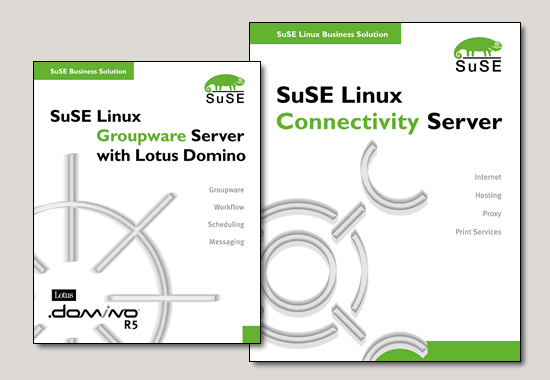 SuSE Business Solution
SuSE
SuSE Linux
Groupware Server
with Lotus Domino
Groupware
Workflow
Scheduling
Messaging
Lotus
.domino
R5
SuSE Linux Business Solution
SuSE
SuSE Linux
Connectivity Server
Internet
Hosting
Proxy
Print Services